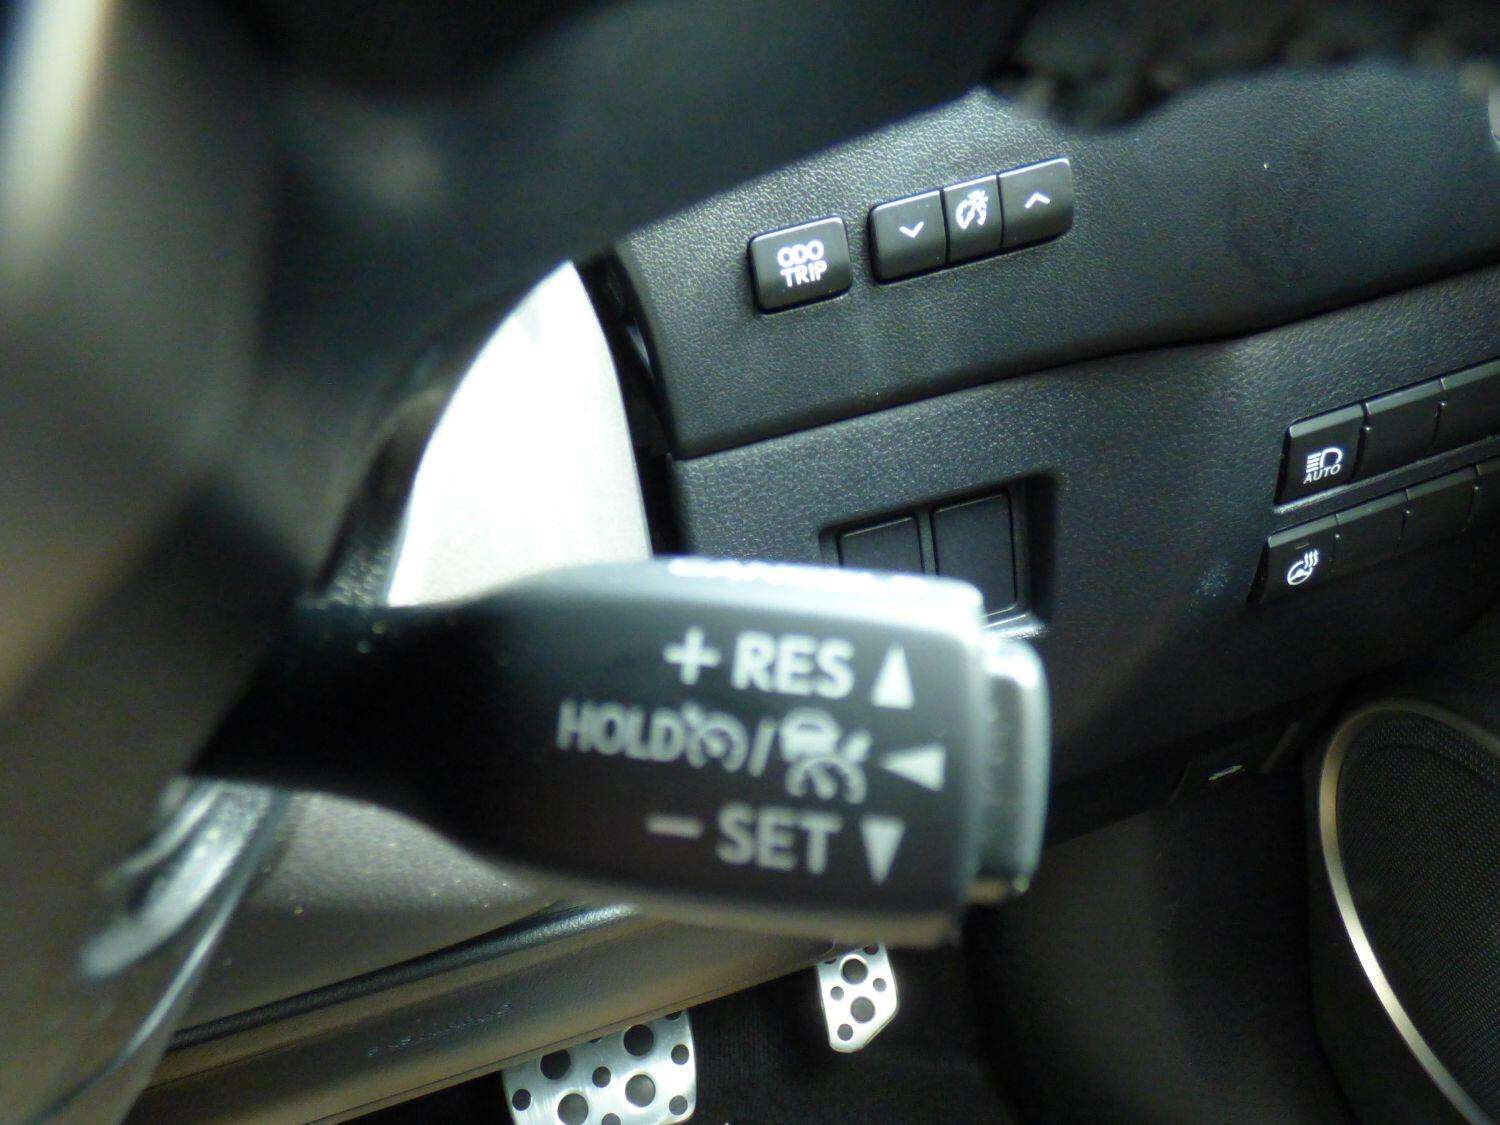 ODO
TRIP
AUTO
+ RES
HOLD /
− SET